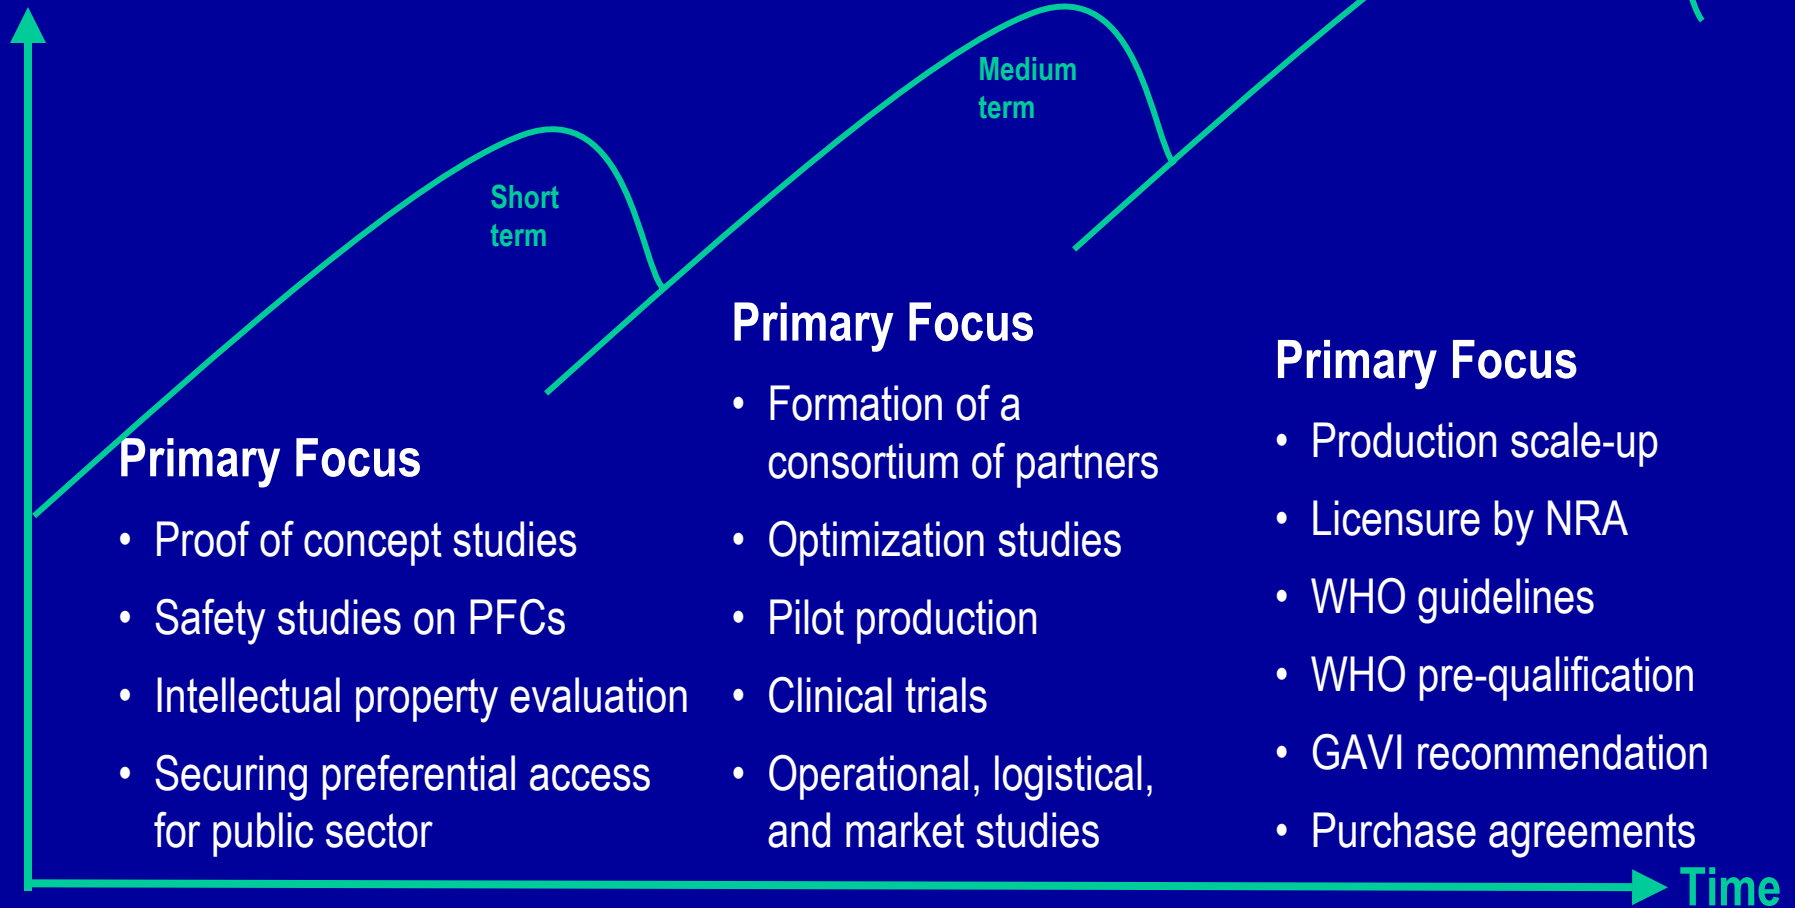 Short
term
Medium
term
Primary Focus
• Proof of concept studies
• Safety studies on PFCs
• Intellectual property evaluation
• Securing preferential access
for public sector
Primary Focus
• Formation of a
consortium of partners
• Optimization studies
• Pilot production
• Clinical trials
• Operational, logistical,
and market studies
Primary Focus
• Production scale-up
• Licensure by NRA
• WHO guidelines
• WHO pre-qualification
• GAVI recommendation
• Purchase agreements
Time